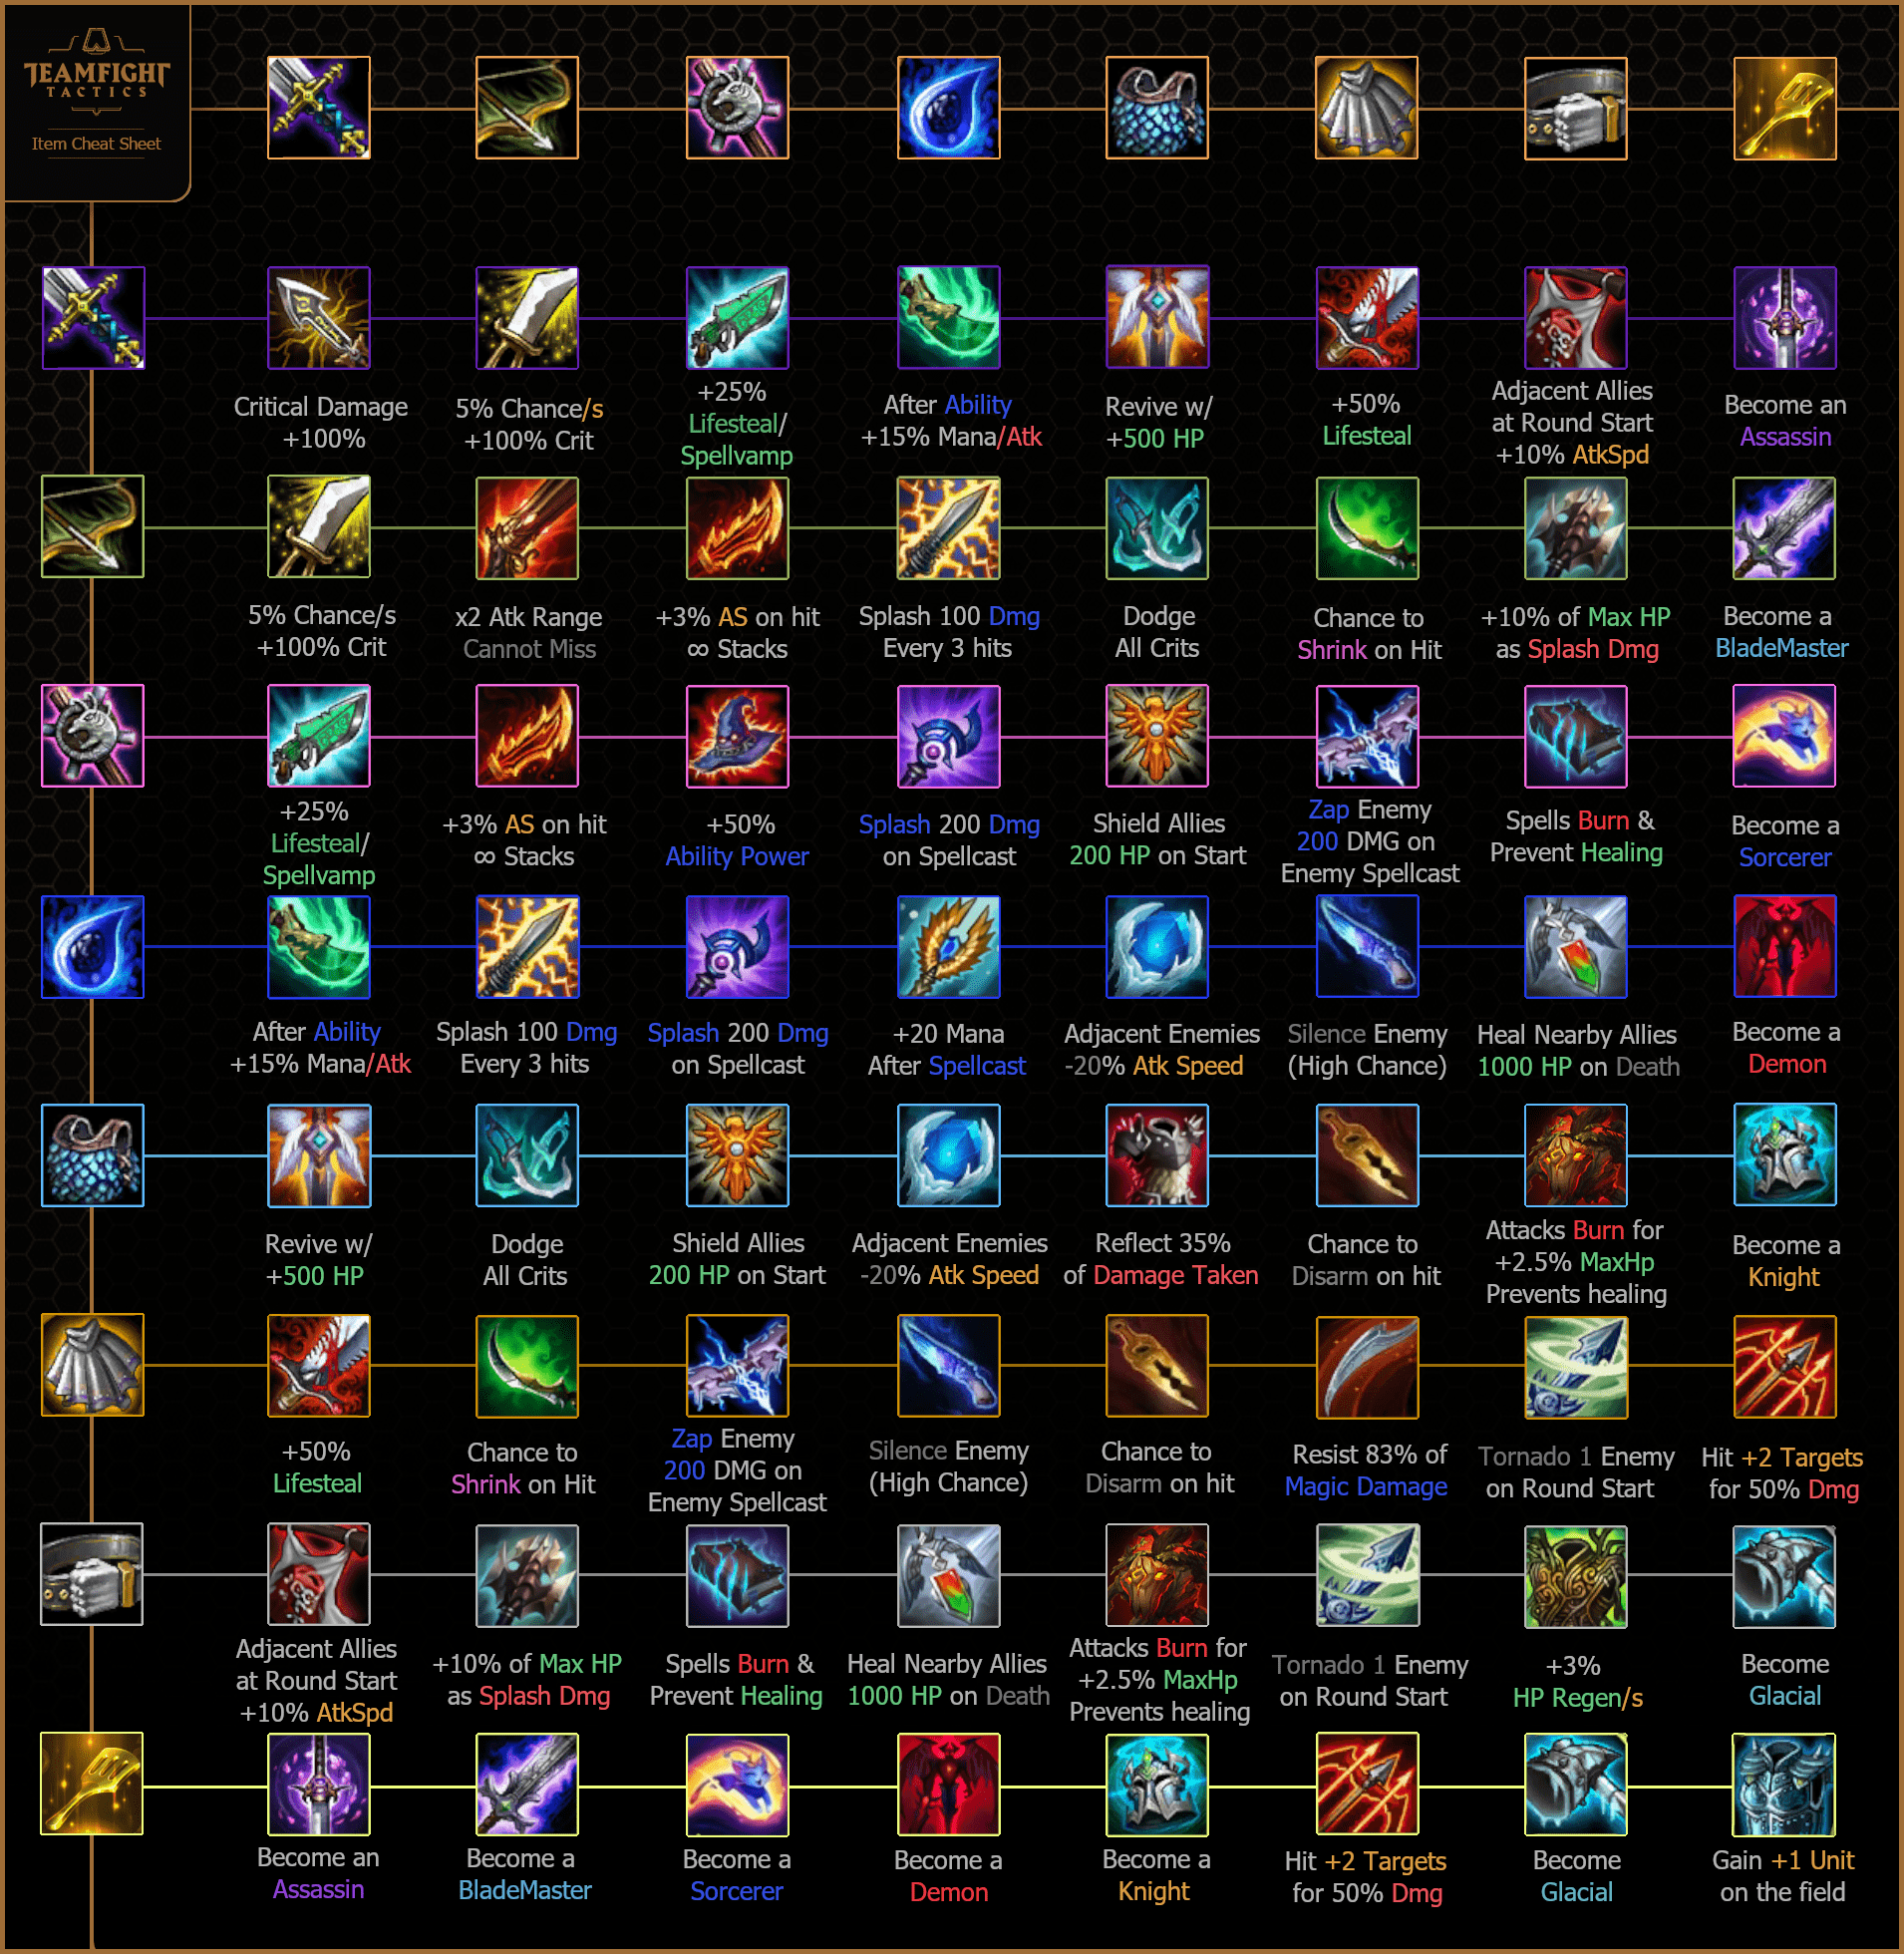 TEAMFIGHT
TACTICS
Item Cheat Sheet
Critical Damage
+100%
5% Chance/s
+100% Crit
+25%
Lifesteal/
Spellvamp
After Ability
+15% Mana/Atk
Revive w/
+500 HP
+50%
Lifesteal
Adjacent Allies
at Round Start
+10% AtkSpd
Become an
Assassin
5% Chance/s
+100% Crit
x2 Atk Range
Cannot Miss
+3% AS on hit
∞ Stacks
Splash 100 Dmg
Every 3 hits
Dodge
All Crits
Chance to
Shrink on Hit
+10% of Max HP
as Splash Dmg
Become a
BladeMaster
+25%
Lifesteal/
Spellvamp
+3% AS on hit
∞ Stacks
+50%
Ability Power
Splash 200 Dmg
on Spellcast
Shield Allies
200 HP on Start
Zap Enemy
200 DMG on
Enemy Spellcast
Spells Burn &
Prevent Healing
Become a
Sorcerer
After Ability
+15% Mana/Atk
Splash 100 Dmg
Every 3 hits
Splash 200 Dmg
on Spellcast
+20 Mana
After Spellcast
Adjacent Enemies
-20% Atk Speed
Silence Enemy
(High Chance)
Heal Nearby Allies
1000 HP on Death
Become a
Demon
Revive w/
+500 HP
Dodge
All Crits
Shield Allies
200 HP on Start
Adjacent Enemies
-20% Atk Speed
Reflect 35%
of Damage Taken
Chance to
Disarm on hit
Attacks Burn for
+2.5% MaxHp
Prevents healing
Become a
Knight
+50%
Lifesteal
Chance to
Shrink on Hit
Zap Enemy
200 DMG on
Enemy Spellcast
Silence Enemy
(High Chance)
Chance to
Disarm on hit
Resist 83% of
Magic Damage
Tornado 1 Enemy
on Round Start
Hit +2 Targets
for 50% Dmg
Adjacent Allies
at Round Start
+10% AtkSpd
+10% of Max HP
as Splash Dmg
Spells Burn &
Prevent Healing
Heal Nearby Allies
1000 HP on Death
Attacks Burn for
+2.5% MaxHp
Prevents healing
Tornado 1 Enemy
on Round Start
+3%
HP Regen/s
Become
Glacial
Become an
Assassin
Become a
BladeMaster
Become a
Sorcerer
Become a
Demon
Become a
Knight
Hit +2 Targets
for 50% Dmg
Become
Glacial
Gain +1 Unit
on the field